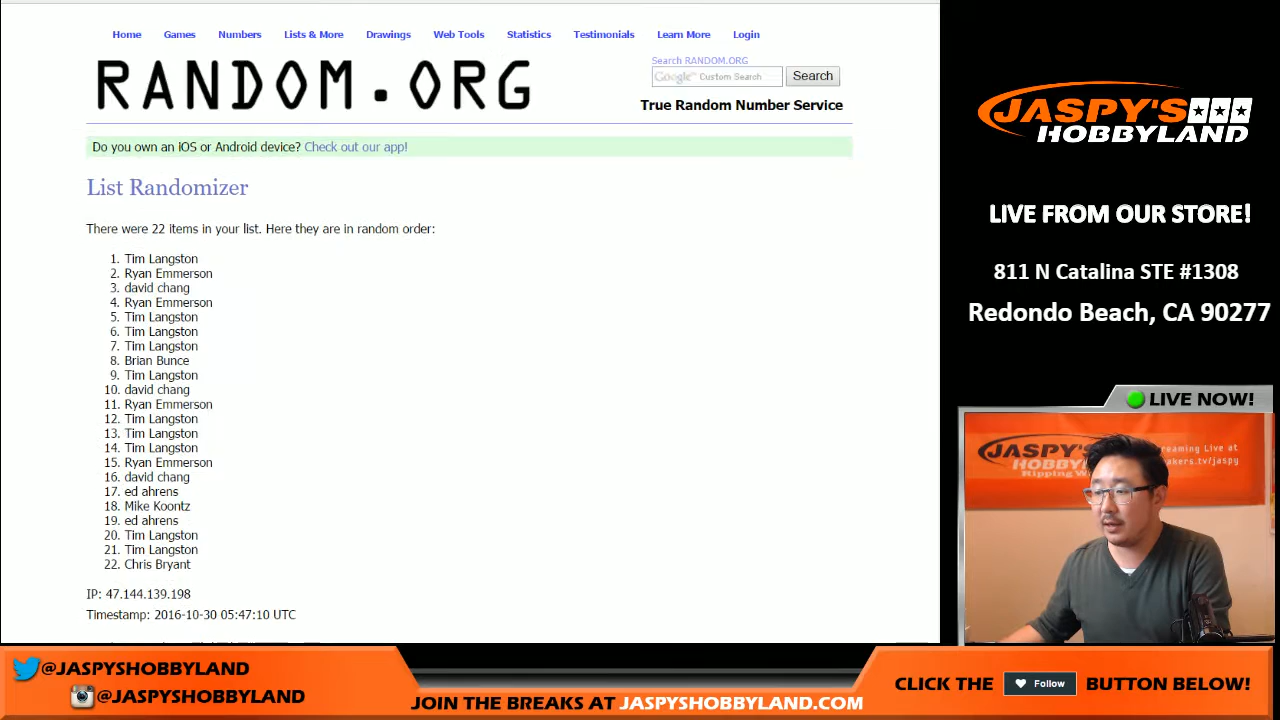 Home Games Numbers Lists & More Drawings Web Tools Statistics Testimonials Learn More Login
RANDOM.ORG
Search RANDOM.ORG
Google™ Custom Search Search
True Random Number Service
Do you own an iOS or Android device? Check out our app!
List Randomizer
There were 22 items in your list. Here they are in random order:
1. Tim Langston
2. Ryan Emmerson
3. david chang
4. Ryan Emmerson
5. Tim Langston
6. Tim Langston
7. Tim Langston
8. Brian Bunce
9. Tim Langston
10. david chang
11. Ryan Emmerson
12. Tim Langston
13. Tim Langston
14. Tim Langston
15. Ryan Emmerson
16. david chang
17. ed ahrens
18. Mike Koontz
19. ed ahrens
20. Tim Langston
21. Tim Langston
22. Chris Bryant
IP: 47.144.139.198
Timestamp: 2016-10-30 05:47:10 UTC
JASPY'S
HOBBYLAND
LIVE FROM OUR STORE!
811 N Catalina STE #1308
Redondo Beach, CA 90277
LIVE NOW!
JASPY'S
HOBBYLAND
@JASPYSHOBBYLAND
@JASPYSHOBBYLAND
JOIN THE BREAKS AT JASPYSHOBBYLAND.COM
CLICK THE Follow BUTTON BELOW!